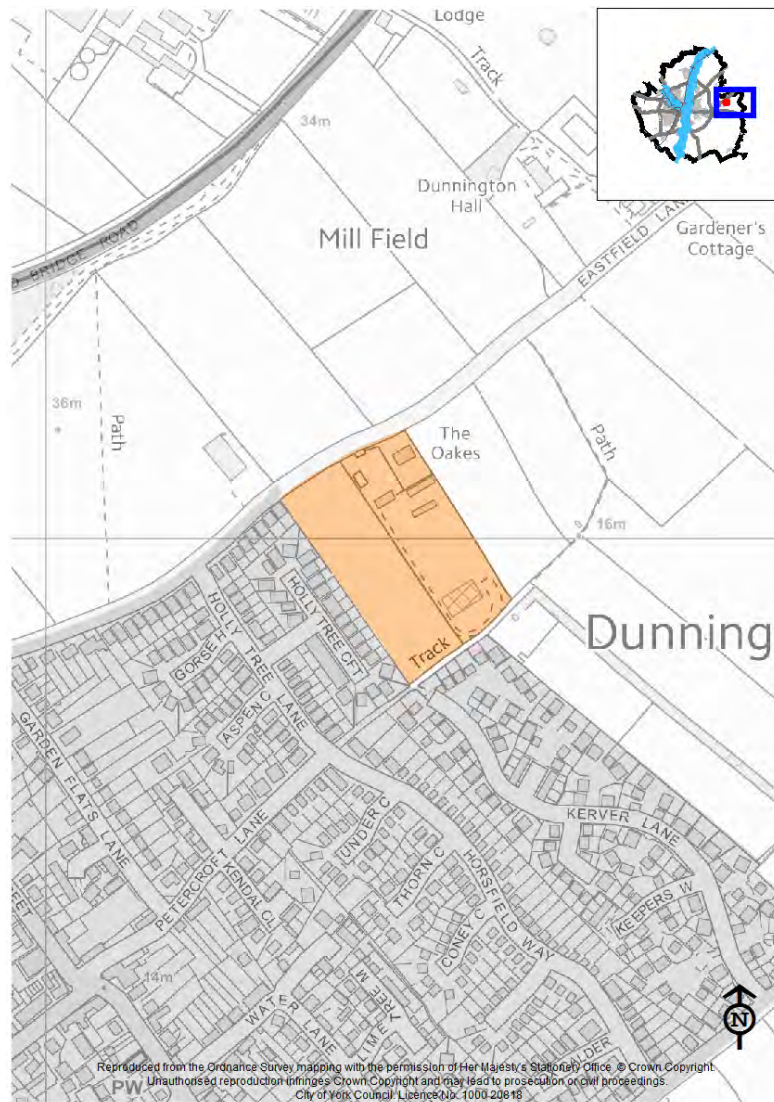 Lodge
Track
34m
Dunnington
Hall
Mill Field
EASTFIELD LANE
Gardener's
Cottage
BRIDGE ROAD
36m
Path
The
Oakes
Path
16m
HOLLY TREE CFT
Dunning
Track
HOLLY TREE LANE
GORSE H
ASPEN C
GARDEN FLATS LANE
KERVER LANE
TUNDER C
PETERCROFT LANE
THORN C
HORSFIELD WAY
KENDAL CL
KEEPERS W
CONEY C
14m
WATER LANE
LIME TREE M
N
Reproduced from the Ordnance Survey mapping with the permission of Her Majesty's Stationery Office © Crown Copyright.
Unauthorised reproduction infringes Crown Copyright and may lead to prosecution or civil proceedings.
PW
City of York Council. Licence No. 1000 20818